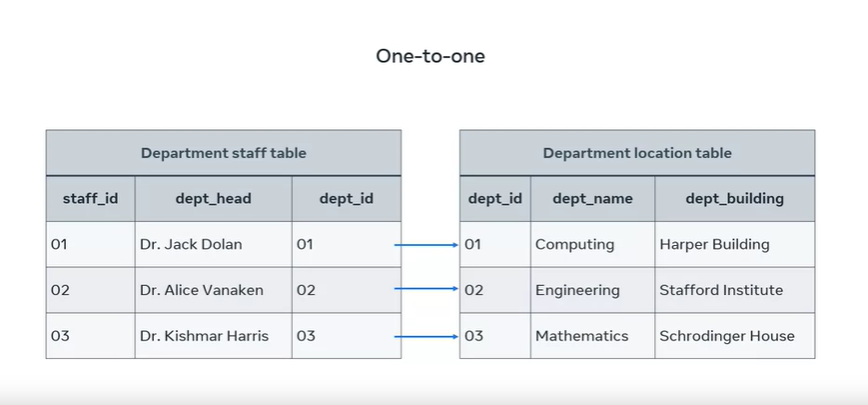 One-to-one
Department staff table
staff_id dept_head dept_id
01 Dr. Jack Dolan 01
02 Dr. Alice Vanaken 02
03 Dr. Kishmar Harris 03
Department location table
dept_id dept_name dept_building
01 Computing Harper Building
02 Engineering Stafford Institute
03 Mathematics Schrodinger House